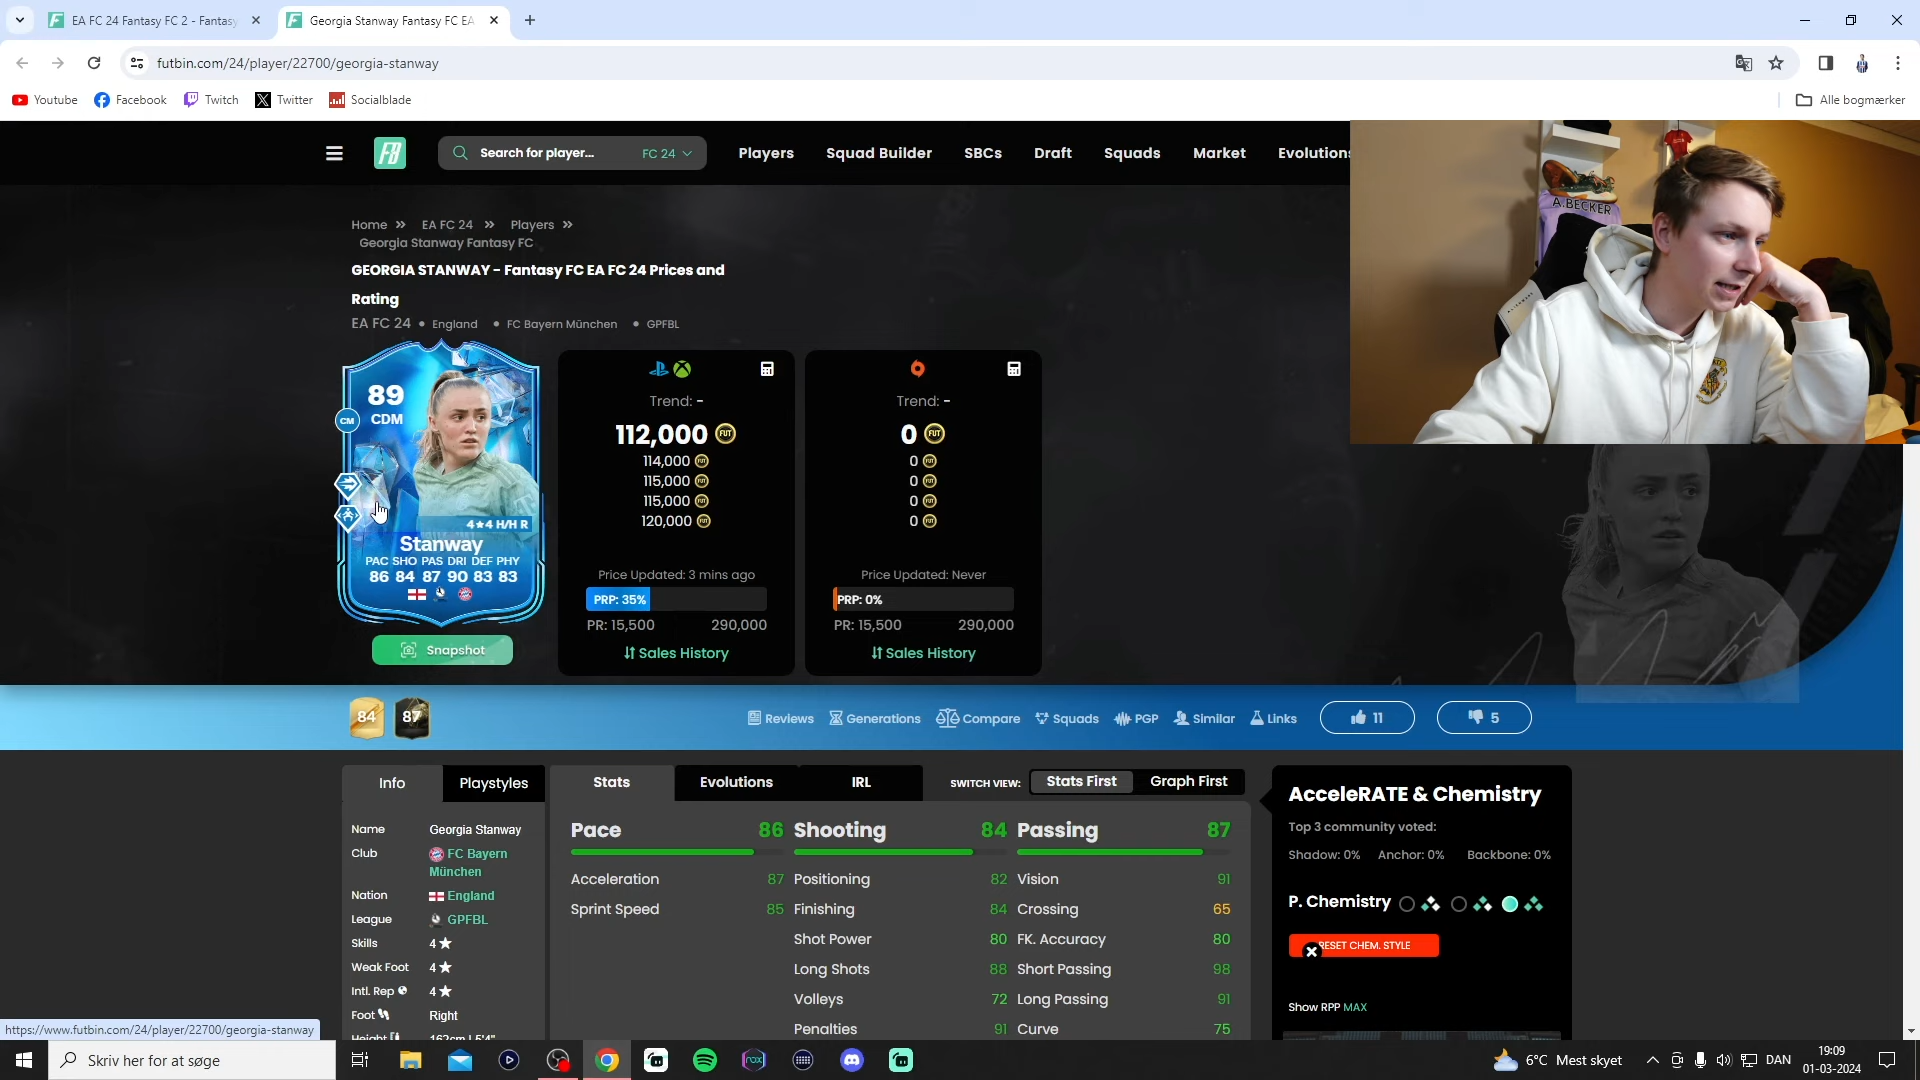 EA FC 24 Fantasy FC 2 - Fantasy
Georgia Stanway Fantasy FC EA
futbin.com/24/player/22700/georgia-stanway
Youtube Facebook Twitch Twitter Socialblade Alle bogmærker
FB Search for player... FC 24 Players Squad Builder SBCs Draft Squads Market Evolutions
A.BECKER
Home » EA FC 24 » Players »
Georgia Stanway Fantasy FC
GEORGIA STANWAY - Fantasy FC EA FC 24 Prices and
Rating
EA FC 24 • England • FC Bayern München • GPFBL
89
CDM
CM
4★4 H/H R
Stanway
PAC SHO PAS DRI DEF PHY
86 84 87 90 83 83
Snapshot
Trend: -
112,000
114,000
115,000
115,000
120,000
Price Updated: 3 mins ago
PRP: 35%
PR: 15,500 290,000
Sales History
Trend: -
0
0
0
0
0
Price Updated: Never
PRP: 0%
PR: 15,500 290,000
Sales History
84 87 Reviews Generations Compare Squads PGP Similar Links 11 5
Info Playstyles
Name Georgia Stanway
Club FC Bayern
München
Nation England
League GPFBL
Skills 4★
Weak Foot 4★
Intl. Rep 4★
Foot Right
Height 162cm | 5'4"
Stats Evolutions IRL SWITCH VIEW: Stats First Graph First
Pace 86 Shooting 84 Passing 87
Acceleration 87 Positioning 82 Vision 91
Sprint Speed 85 Finishing 84 Crossing 65
Shot Power 80 FK. Accuracy 80
Long Shots 88 Short Passing 98
Volleys 72 Long Passing 91
Penalties 91 Curve 75
AcceleRATE & Chemistry
Top 3 community voted:
Shadow: 0% Anchor: 0% Backbone: 0%
P. Chemistry
RESET CHEM. STYLE
Show RPP MAX
https://www.futbin.com/24/player/22700/georgia-stanway
Skriv her for at søge
6°C Mest skyet DAN
19:09
01-03-2024